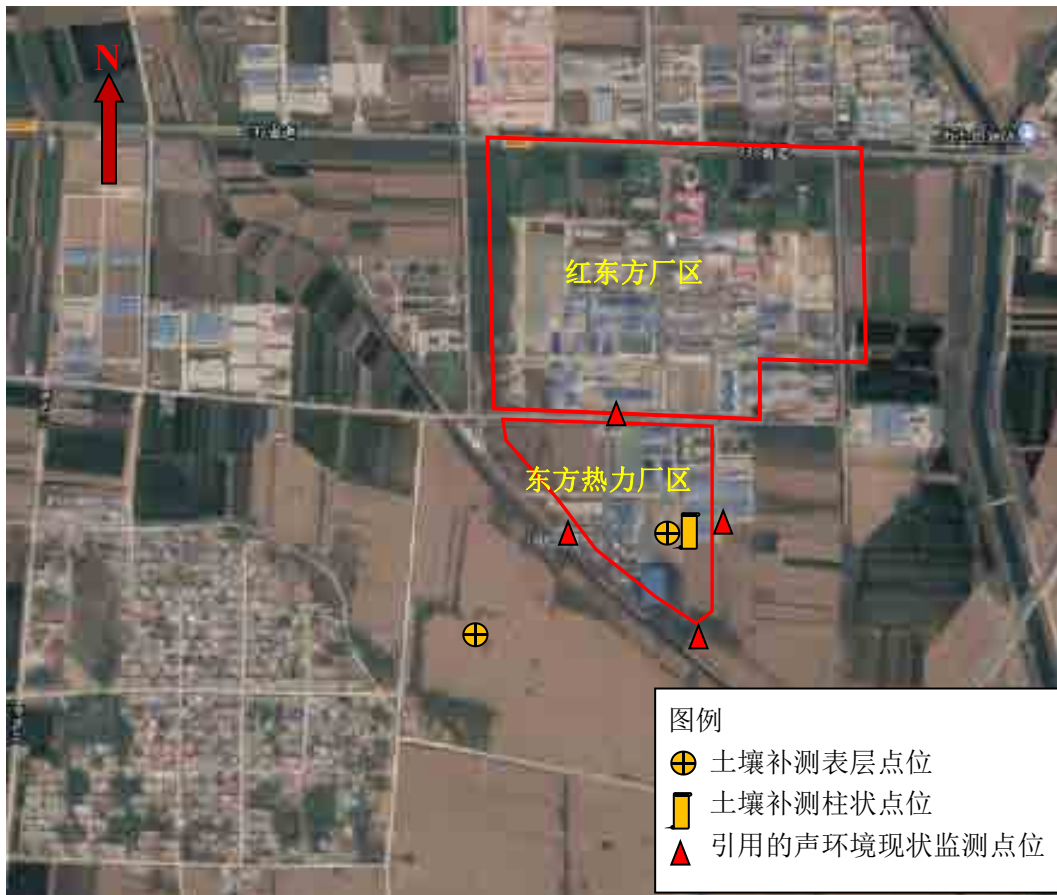 N
红东方厂区
东方热力厂区
图例
土壤补测表层点位
土壤补测柱状点位
引用的声环境现状监测点位